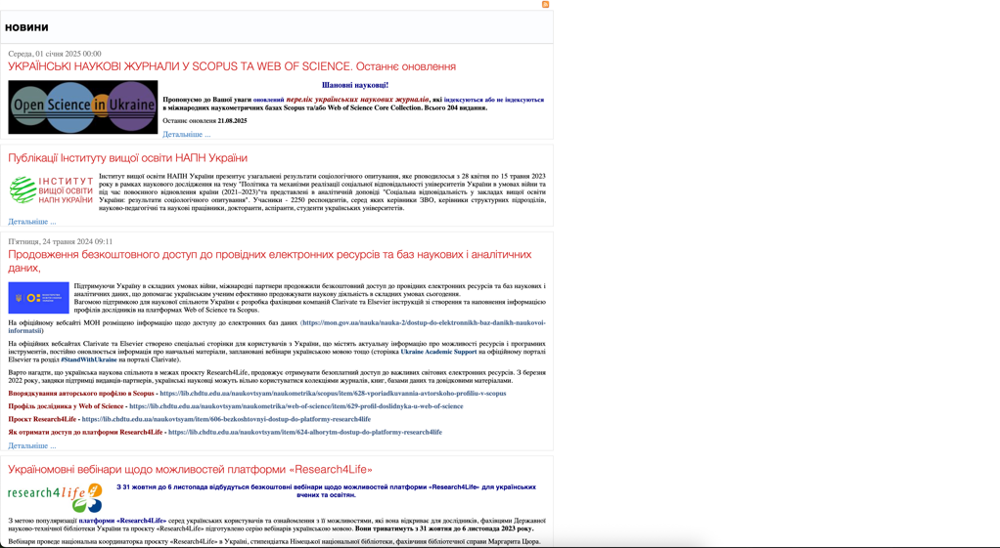 новини
Середа, 01 січня 2025 00:00
УКРАЇНСЬКІ НАУКОВІ ЖУРНАЛИ У SCOPUS ТА WEB OF SCIENCE. Останнє оновлення
Open Science in Ukraine
Шановні науковці!
Пропонуємо до Вашої уваги оновлений перелік українських наукових журналів, які індексуються або не індексуються
в міжнародних наукометричних базах Scopus та/або Web of Science Core Collection. Всього 204 видання.
Останнє оновленя 21.08.2025
Детальніше ...
Публікації Інституту вищої освіти НАПН України
ІНСТИТУТ
ВИЩОЇ ОСВІТИ
НАПН УКРАЇНИ
Інститут вищої освіти НАПН України презентує узагальнені результати соціологічного опитування, яке рповодилося з 28 квітня по 15 травня 2023
року в рамках наукового дослідження на тему "Політика та механізми реалізації соціальної відповідальності університетів України в умовах війни та
під час повоєнного відновлення країни (2021–2023)"та представлені в аналітичній доповіді "Соціальна відповідальність у закладах вищої освіти
України: результати соціологічного опитування". Учасники - 2250 респондентів, серед яких керівники ЗВО, керівники структурних підрозділів,
науково-педагогічні та наукові працівники, докторанти, аспіранти, студенти українських університетів.
Детальніше ...
П'ятниця, 24 травня 2024 09:11
Продовження безкоштовного доступ до провідних електронних ресурсів та баз наукових і аналітичних
даних,
Підтримуючи Україну в складних умовах війни, міжнародні партнери продовжили безкоштовний доступ до провідних електронних ресурсів та баз наукових і
аналітичних даних, що допомагає українським ученим ефективно продовжувати наукову діяльність в складних умовах сьогодення.
Вагомою підтримкою для наукової спільноти України є розробка фахівцями компаній Clarivate та Elsevier інструкцій зі створення та наповнення інформацією
профілів дослідників на платформах Web of Science та Scopus.
На офіційному вебсайті МОН розміщено інформацію щодо доступу до електронних баз даних (https://mon.gov.ua/nauka/nauka-2/dostup-do-elektronnikh-baz-danikh-naukovoi-
informatsii)
На офіційних вебсайтах Clarivate та Elsevier створено спеціальні сторінки для користувачів з України, що містять актуальну інформацію про можливості ресурсів і програмних
інструментів, постійно оновлюється інформація про навчальні матеріали, заплановані вебінари українською мовою тощо (сторінка Ukraine Academic Support на офіційному порталі
Elsevier та розділ #StandWithUkraine на порталі Clarivate).
Варто нагадати, що українська наукова спільнота в межах проєкту Research4Life, продовжує отримувати безоплатний доступ до важливих світових електронних ресурсів. З березня
2022 року, завдяки підтримці видавців-партнерів, українські науковці можуть вільно користуватися колекціями журналів, книг, базами даних та довідковими матеріалами.
Впорядкування авторського профілю в Scopus - https://lib.chdtu.edu.ua/naukovtsyam/naukometrika/scopus/item/628-vporiadkuvannia-avtorskoho-profiliu-v-scopus
Профіль дослідника у Web of Science - https://lib.chdtu.edu.ua/naukovtsyam/naukometrika/web-of-science/item/629-profil-doslidnyka-u-web-of-science
Проєкт Research4Life - https://lib.chdtu.edu.ua/naukovtsyam/item/606-bezkoshtovnyi-dostup-do-platformy-research4life
Як отримати доступ до платформи Research4Life - https://lib.chdtu.edu.ua/naukovtsyam/item/624-alhorytm-dostup-do-platformy-research4life
Детальніше ...
Україномовні вебінари щодо можливостей платформи «Research4Life»
research4life
З 31 жовтня до 6 листопада відбудуться безкоштовні вебінари щодо можливостей платформи «Research4Life» для українських
вчених та освітян.
З метою популяризації платформи «Research4Life» серед українських користувачів та ознайомлення з її можливостями, які вона відкриває для дослідників, фахівцями Державної
науково-технічної бібліотеки України та проєкту «Research4Life» підготовлено серію вебінарів українською мовою. Вони триватимуть з 31 жовтня до 6 листопада 2023 року.
Вебінари проведе національна координаторка проєкту «Research4Life» в Україні, стипендіатка Німецької національної бібліотеки, фахівчиня бібліотечної справи Маргарита Цюра.